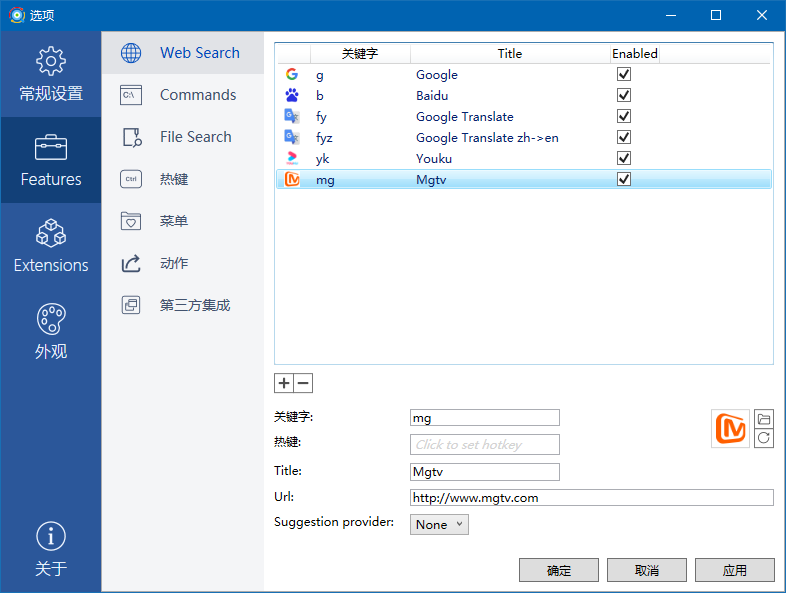 选项
常规设置
Features
Extensions
外观
关于
Web Search
C:\
Commands
File Search
Ctrl
热键
菜单
动作
第三方集成
关键字 Title Enabled
g Google
b Baidu
fy Google Translate
fyz Google Translate zh->en
yk Youku
mg Mgtv
关键字: mg
热键: Click to set hotkey
Title: Mgtv
Url: http://www.mgtv.com
Suggestion provider: None
确定 取消 应用